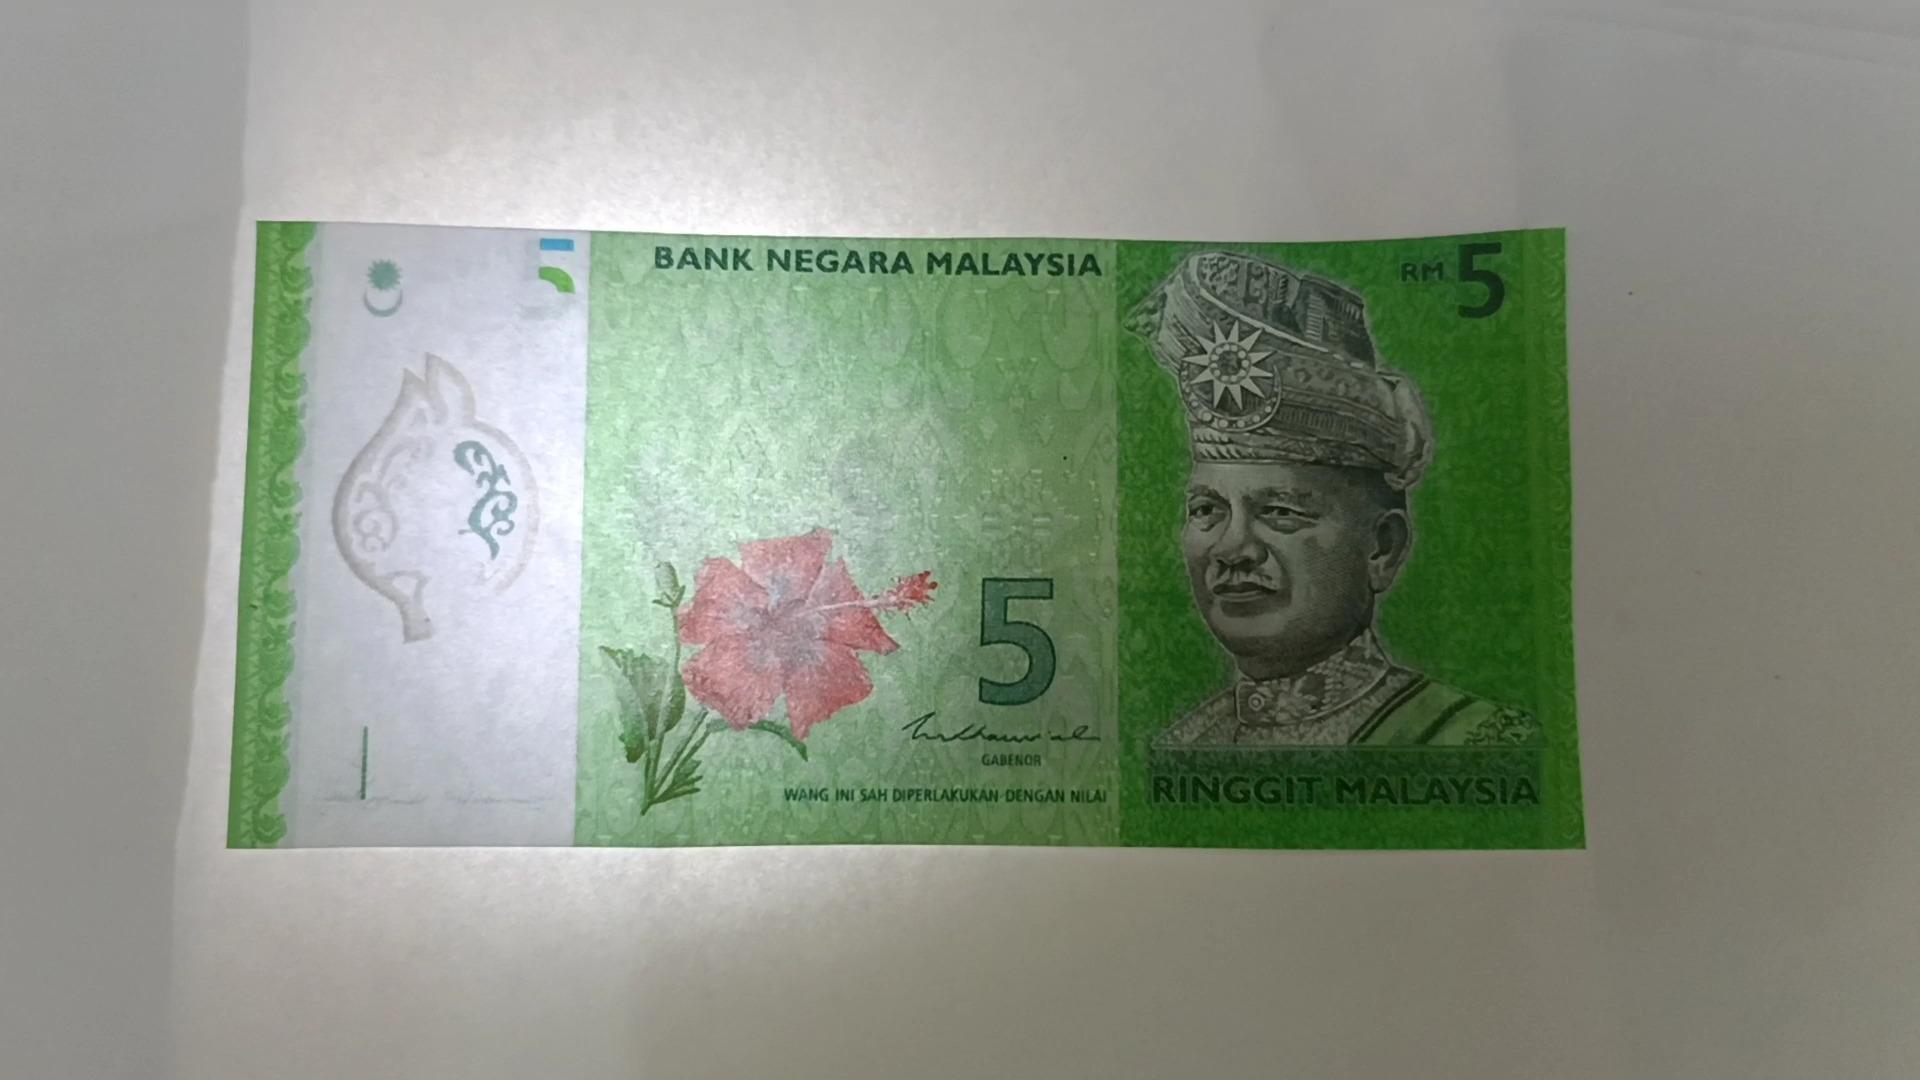 BANK NEGARA MALAYSIA
RM 5
5
GABENOR
WANG INI SAH DIPERLAKUKAN DENGAN NILAI
RINGGIT MALAYSIA